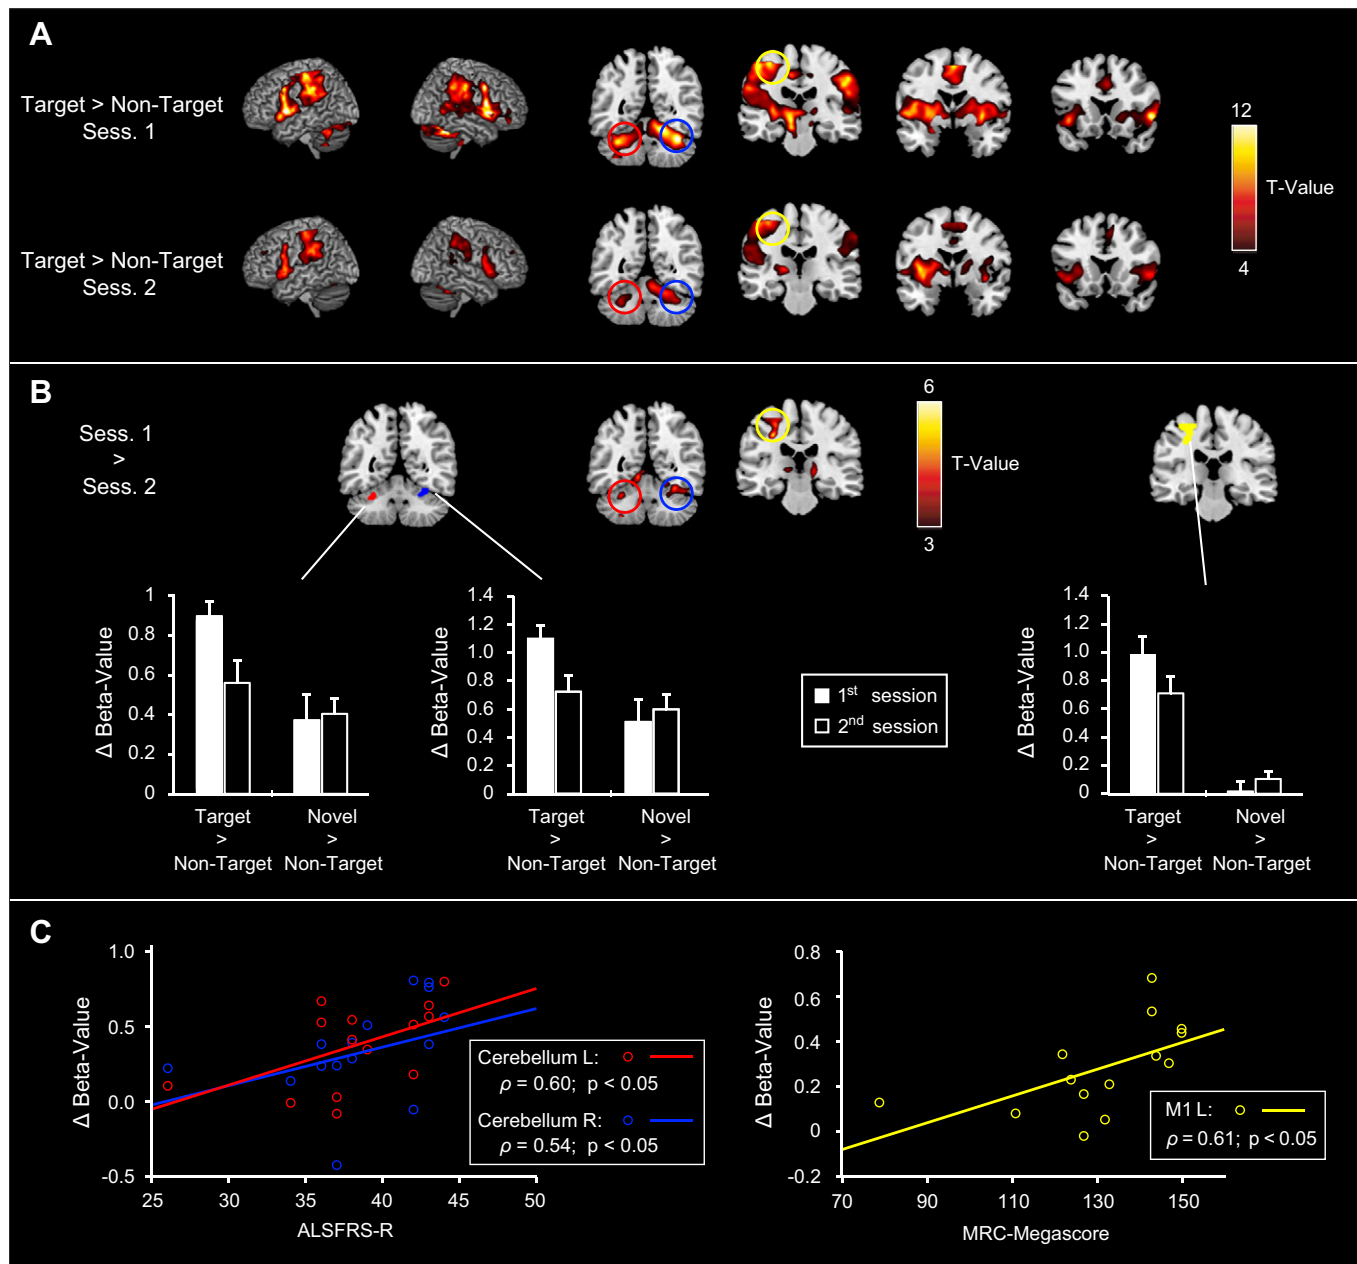 A
Target > Non-Target
Sess. 1
12
T-Value
4
Target > Non-Target
Sess. 2
B
Sess. 1
>
Sess. 2
6
T-Value
3
Δ Beta-Value
1
0.8
0.6
0.4
0.2
0
Target
>
Non-Target
Novel
>
Non-Target
Δ Beta-Value
1.4
1.2
1.0
0.8
0.6
0.4
0.2
0
Target
>
Non-Target
Novel
>
Non-Target
1st session
2nd session
Δ Beta-Value
1.4
1.2
1.0
0.8
0.6
0.4
0.2
0
Target
>
Non-Target
Novel
>
Non-Target
C
Δ Beta-Value
1.0
0.5
0.0
-0.5
25 30 35 40 45 50
ALSFRS-R
Cerebellum L:
ρ = 0.60; p < 0.05
Cerebellum R:
ρ = 0.54; p < 0.05
Δ Beta-Value
0.8
0.6
0.4
0.2
0
-0.2
70 90 110 130 150
MRC-Megascore
M1 L:
ρ = 0.61; p < 0.05